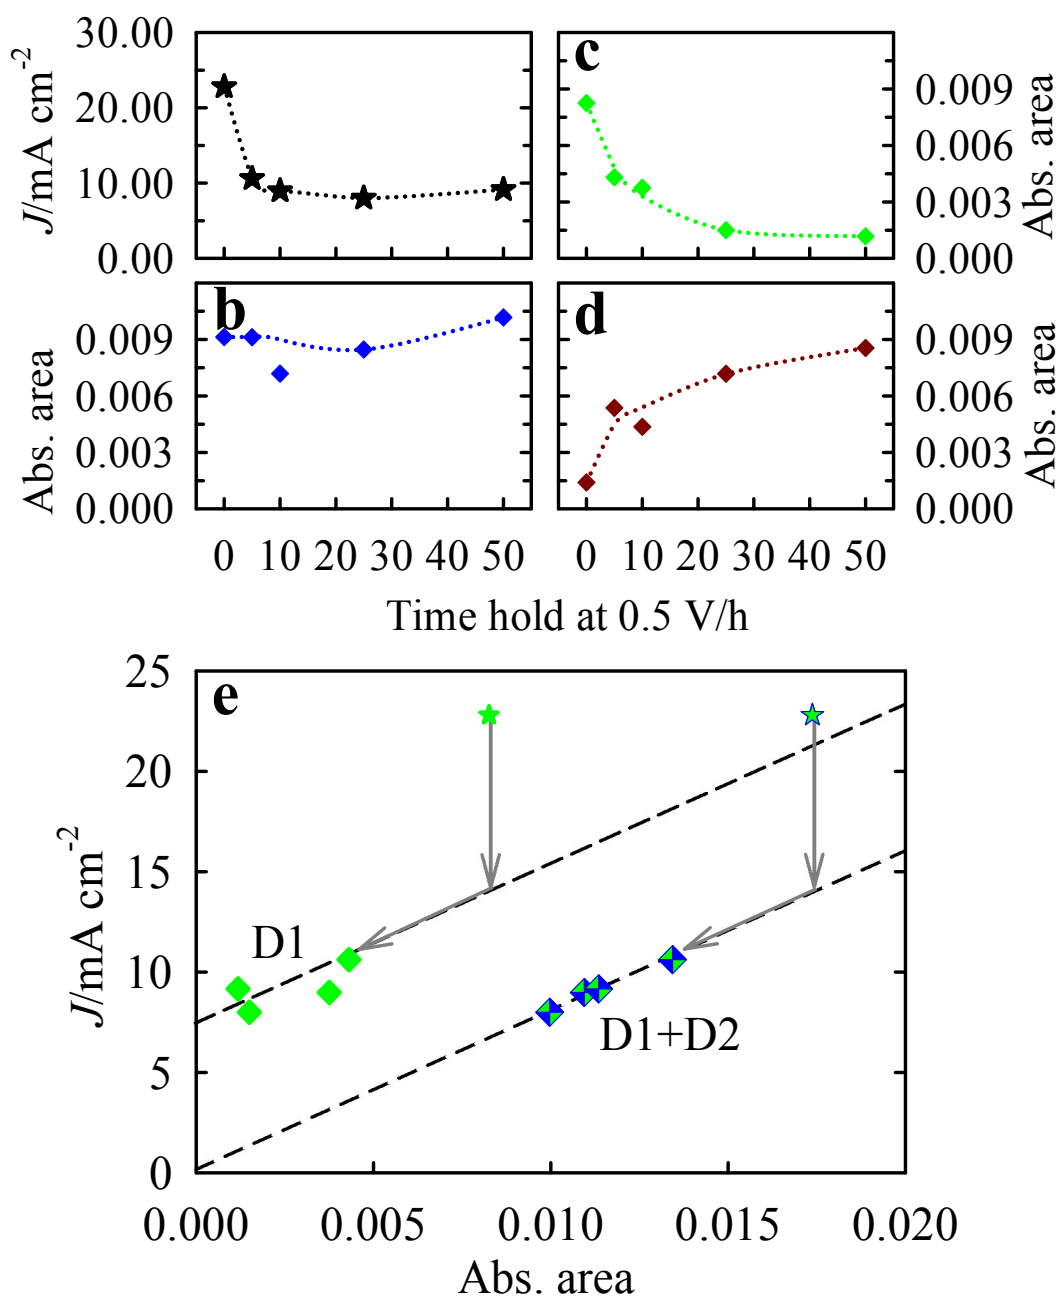 30.00
20.00
10.00
0.00
J/mA cm-2
c
0.009
0.006
0.003
0.000
Abs. area
b
0.009
0.006
0.003
0.000
Abs. area
d
0.009
0.006
0.003
0.000
Abs. area
0 10 20 30 40 50
0 10 20 30 40 50
Time hold at 0.5 V/h
e
25
20
15
10
5
0
J/mA cm-2
D1
D1+D2
0.000 0.005 0.010 0.015 0.020
Abs. area